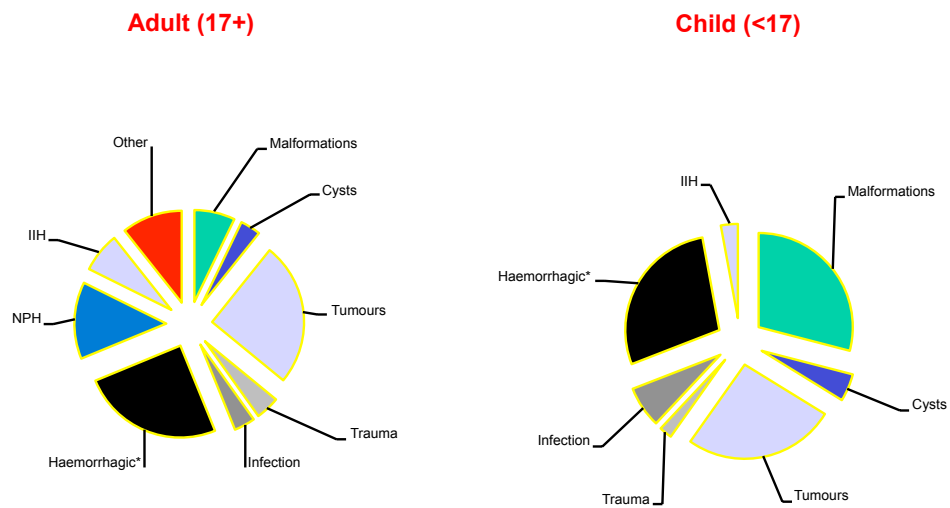 Adult (17+)
Child (<17)
Other
Malformations
Cysts
IIH
Tumours
NPH
Trauma
Haemorrhagic*
Infection
IIH
Malformations
Haemorrhagic*
Cysts
Infection
Trauma
Tumours